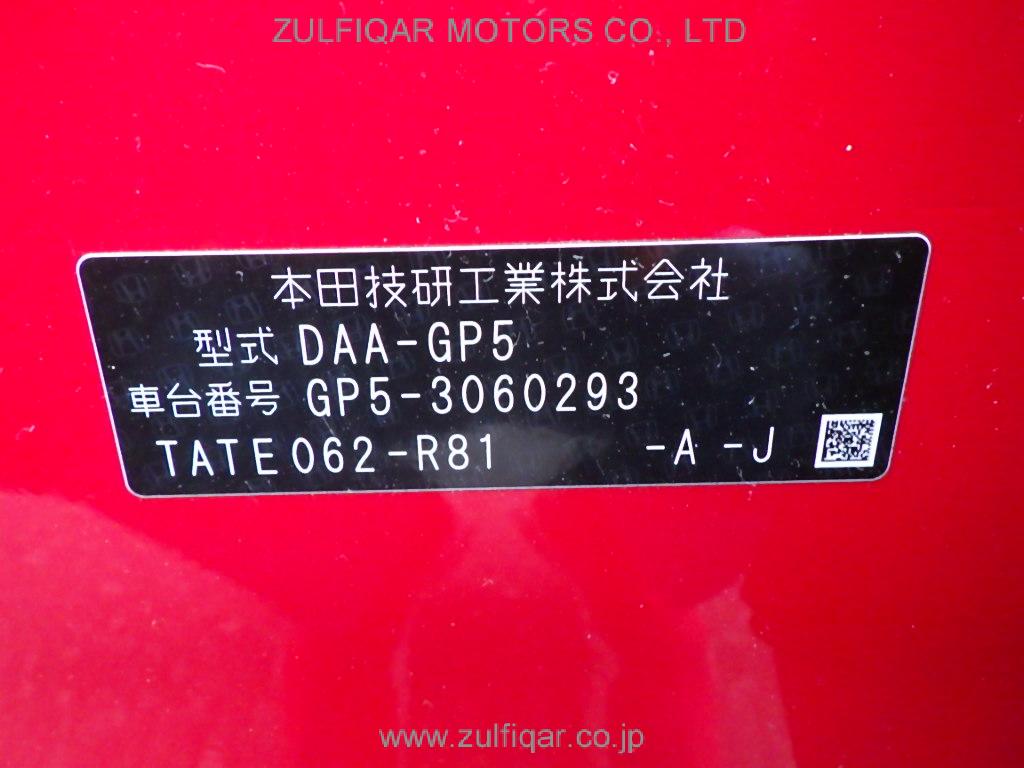 ZULFIQAR MOTORS CO., LTD
本田技研工業株式会社
型式 DAA-GP5
車台番号 GP5-3060293
TATE062-R81 -A -J
www.zulfiqar.co.jp